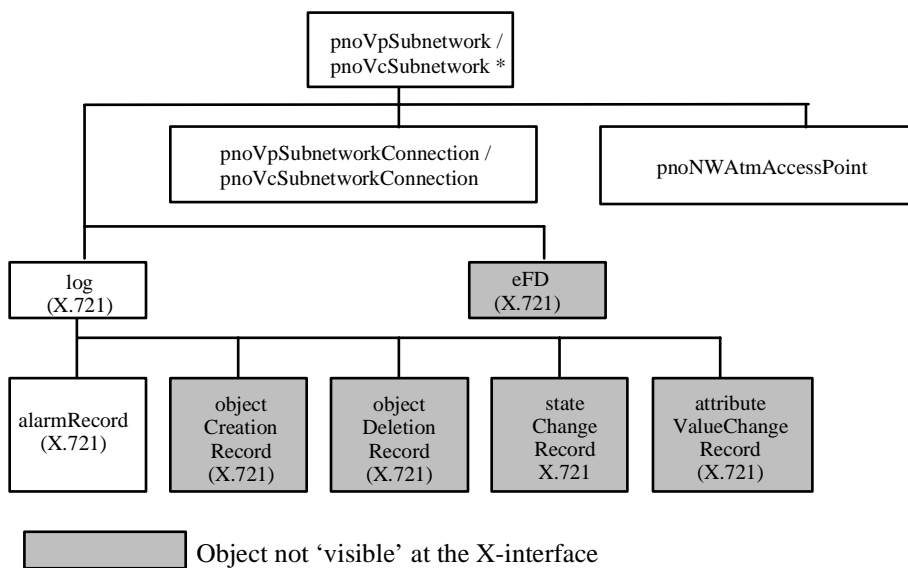 pnoVpSubnetwork /
pnoVcSubnetwork *
pnoVpSubnetworkConnection /
pnoVcSubnetworkConnection
pnoNWAtmAccessPoint
log
(X.721)
eFD
(X.721)
alarmRecord
(X.721)
object
Creation
Record
(X.721)
object
Deletion
Record
(X.721)
state
Change
Record
X.721
attribute
ValueChange
Record
(X.721)
Object not ‘visible’ at the X-interface